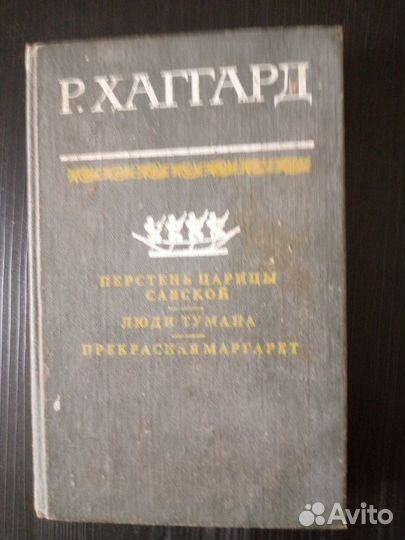 Р. ХАГГАРД
ПЕРСТЕНЬ ЦАРИЦЫ
САВСКОЙ
ЛЮДИ ТУМАНА
ПРЕКРАСНАЯ МАРГАРЕТ
Avito